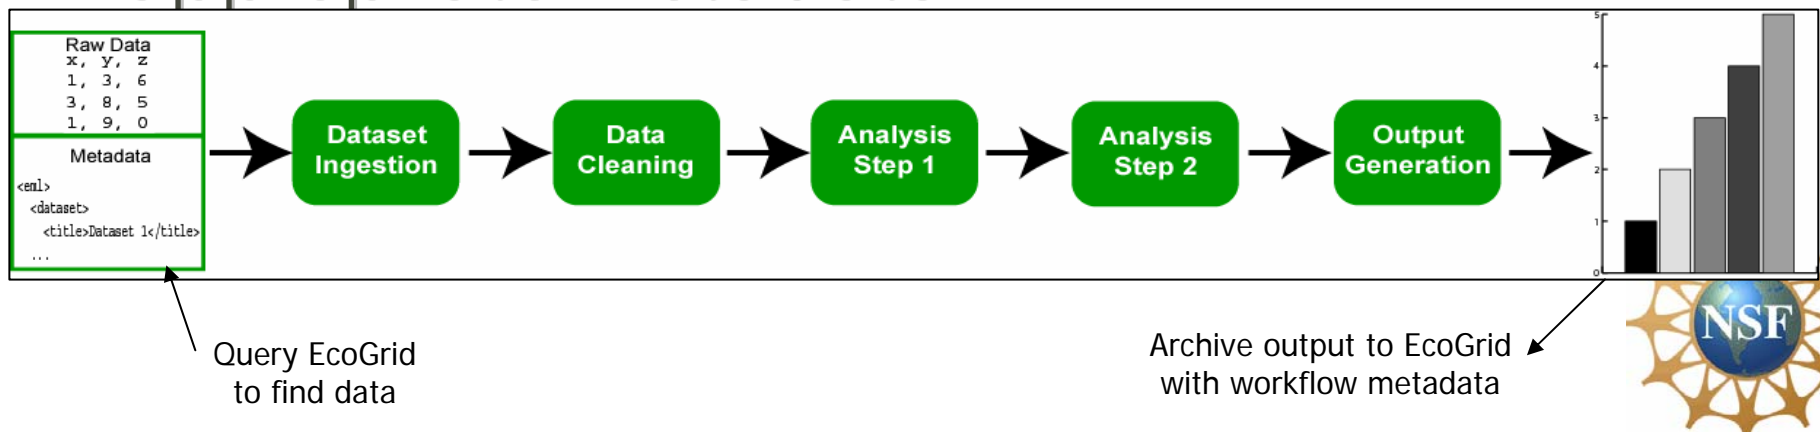 Raw Data
x, y, z
1, 3, 6
3, 8, 5
1, 9, 0
Metadata
<eml>
<dataset>
<title>Dataset 1</title>
...
Dataset
Ingestion
Data
Cleaning
Analysis
Step 1
Analysis
Step 2
Output
Generation
5
4
3
2
1
0
Query EcoGrid
to find data
Archive output to EcoGrid
with workflow metadata
NSF